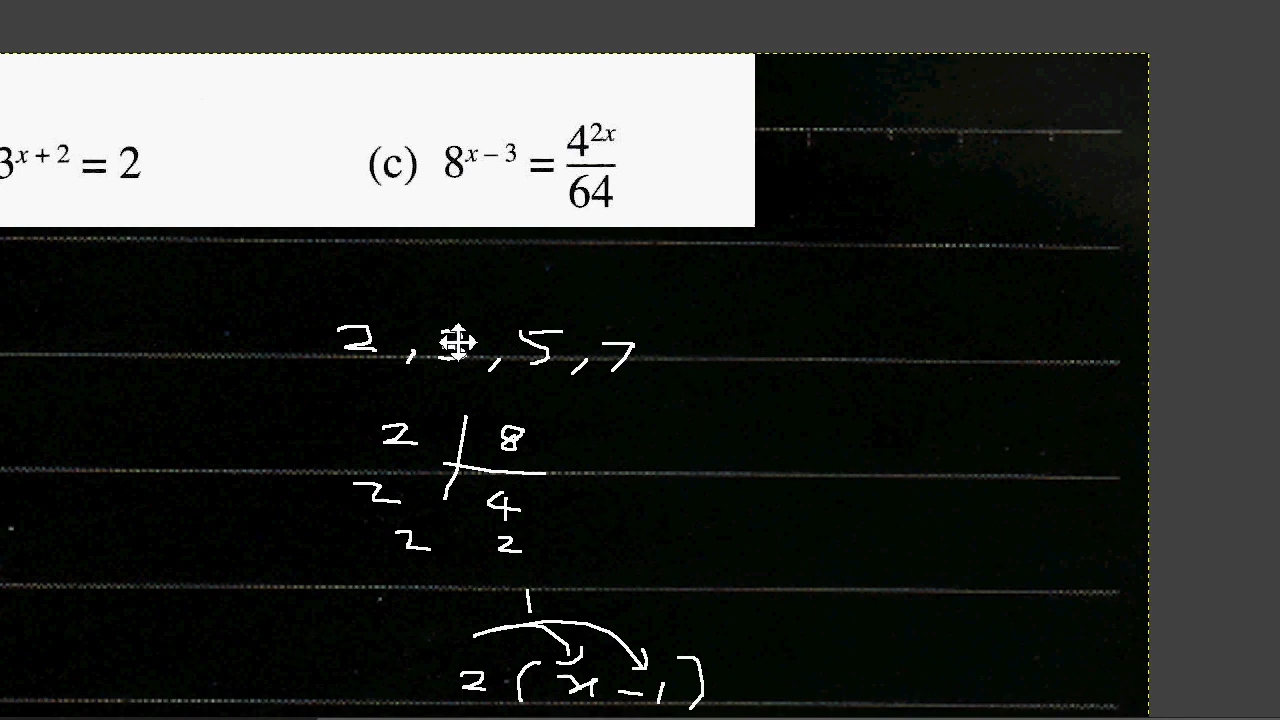 3^{x + 2} = 2
(c) 8^{x – 3} = \frac{4^{2x}}{64}
2 , 3 , 5 , 7
2 | 8
2 | 4
2 2
1
2 ( x – 1 )